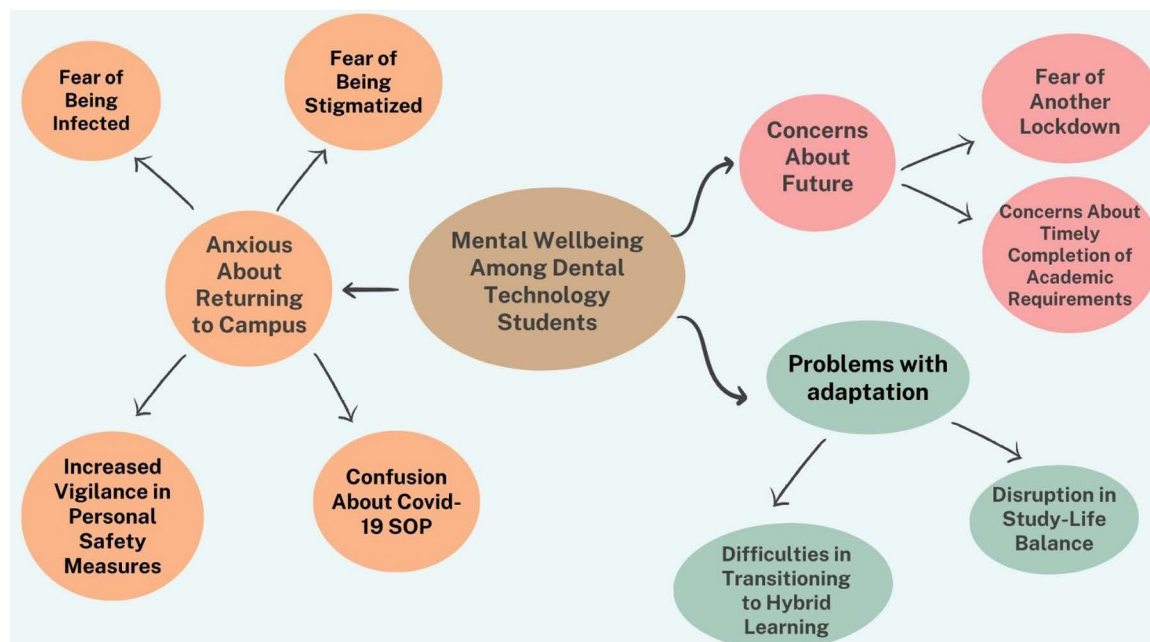 Fear of
Being
Infected
Fear of
Being
Stigmatized
Anxious
About
Returning
to Campus
Increased
Vigilance in
Personal
Safety
Measures
Confusion
About Covid-
19 SOP
Mental Wellbeing
Among Dental
Technology
Students
Concerns
About
Future
Fear of
Another
Lockdown
Concerns About
Timely
Completion of
Academic
Requirements
Problems with
adaptation
Difficulties in
Transitioning
to Hybrid
Learning
Disruption in
Study-Life
Balance